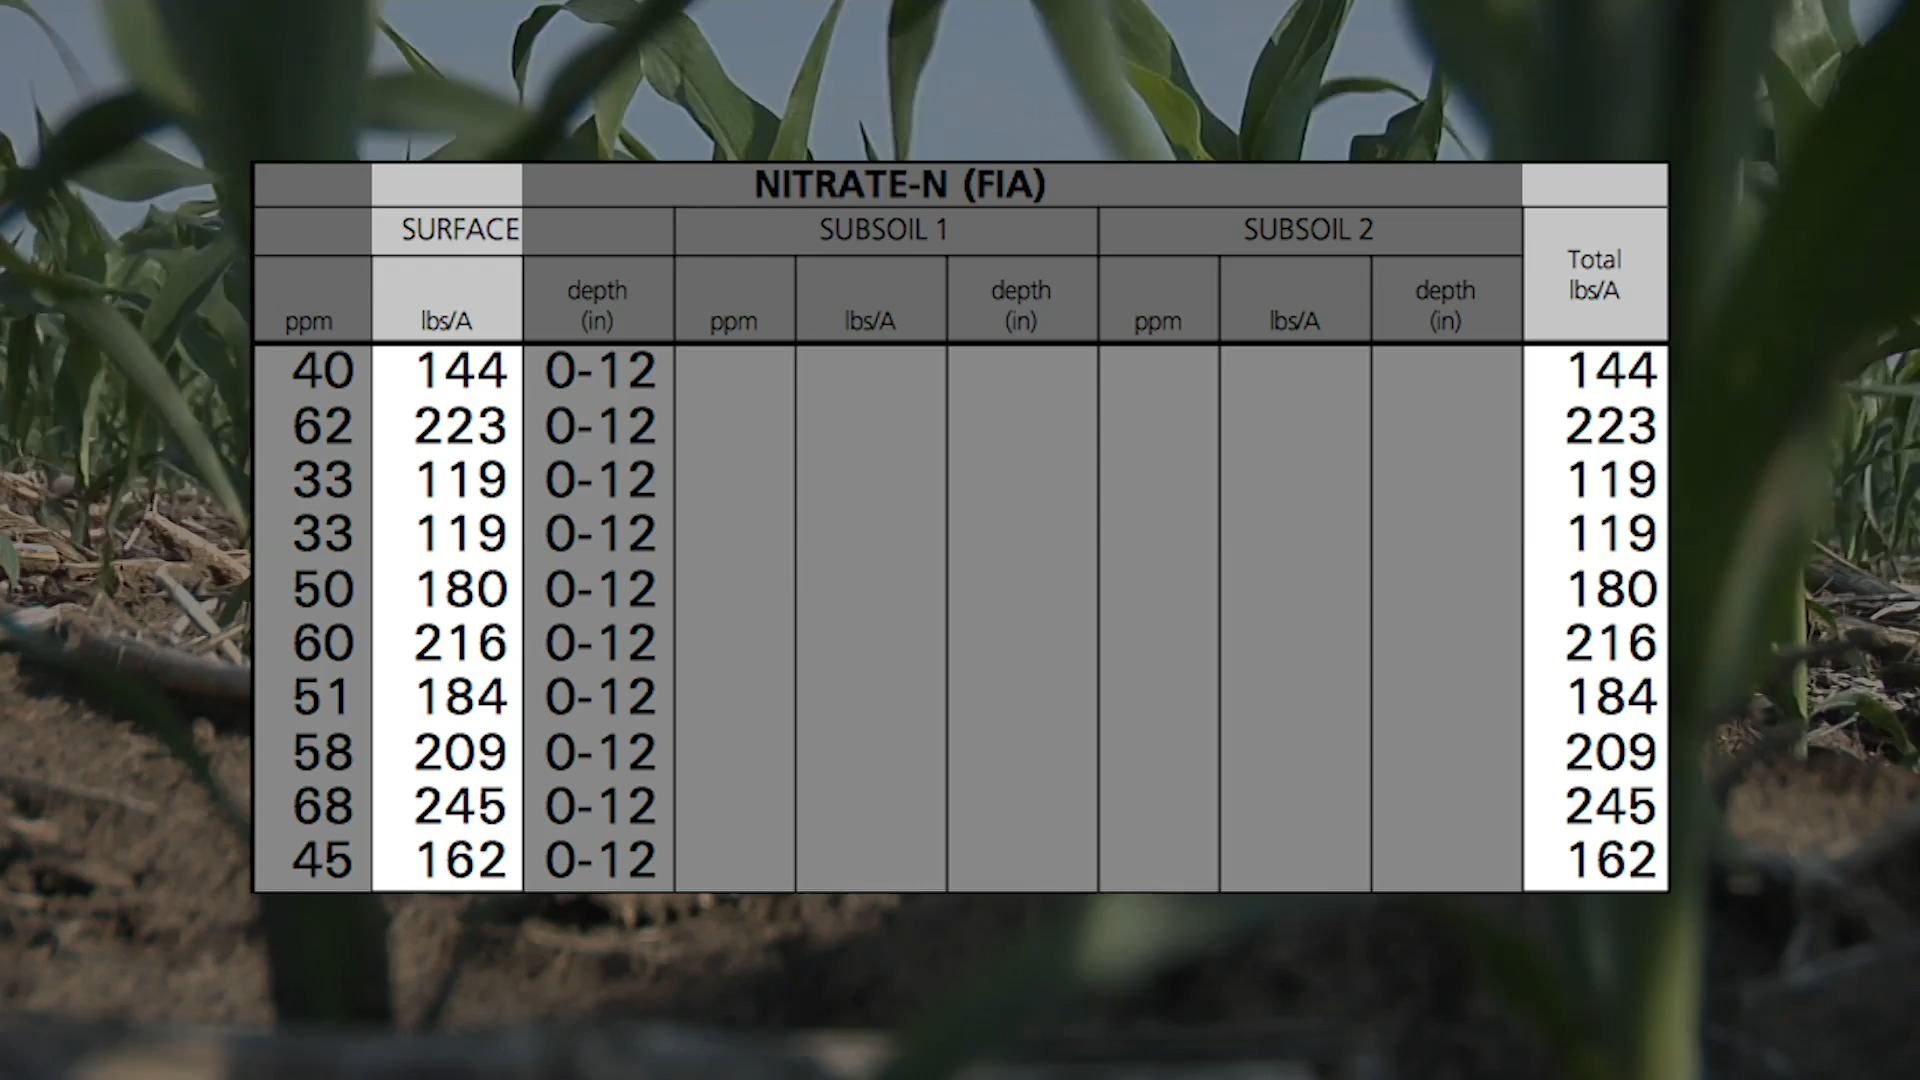 NITRATE-N (FIA)
SURFACE SUBSOIL 1 SUBSOIL 2 Total lbs/A
ppm lbs/A depth (in) ppm lbs/A depth (in) ppm lbs/A depth (in)
40 144 0-12 144
62 223 0-12 223
33 119 0-12 119
33 119 0-12 119
50 180 0-12 180
60 216 0-12 216
51 184 0-12 184
58 209 0-12 209
68 245 0-12 245
45 162 0-12 162